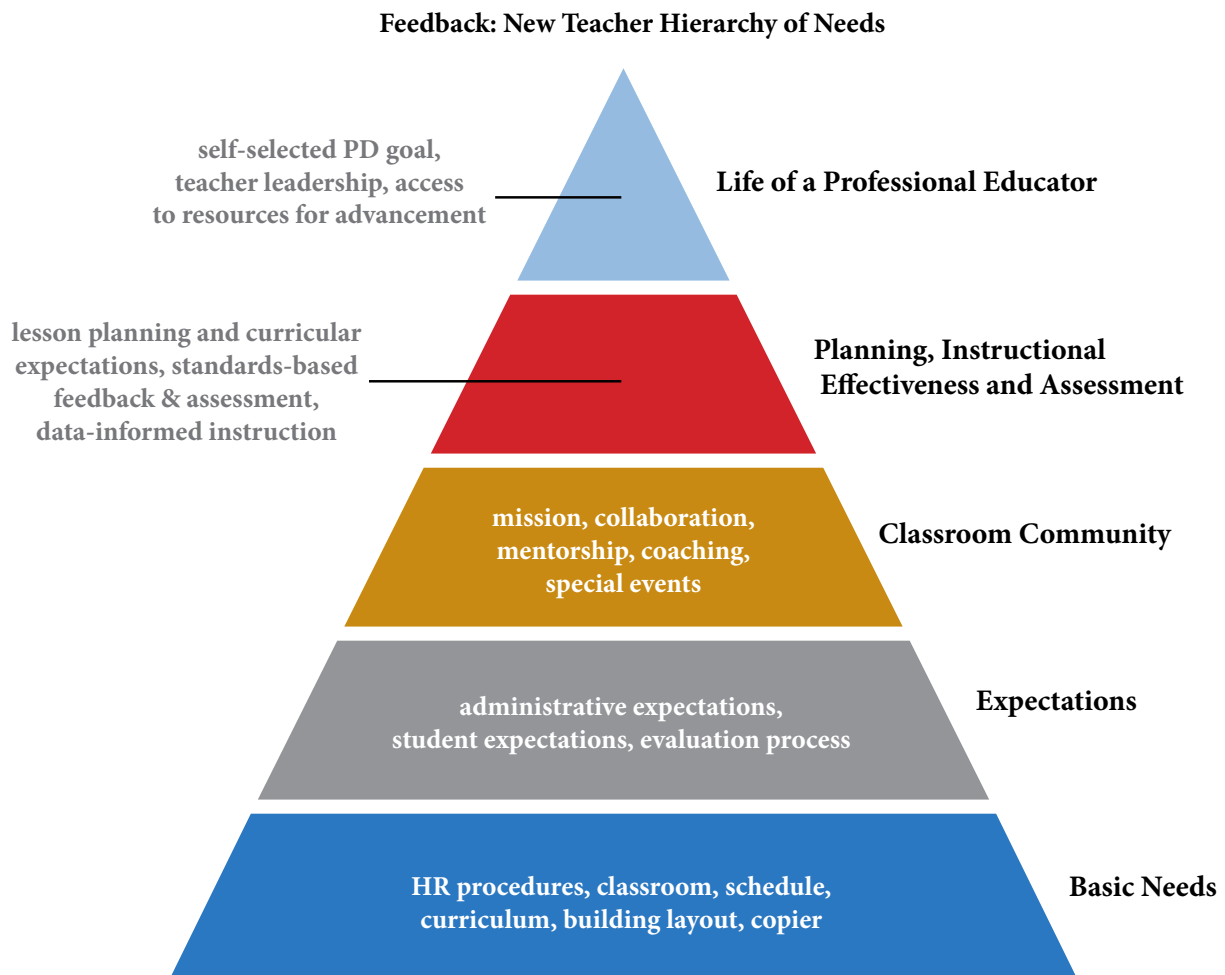 Feedback: New Teacher Hierarchy of Needs
self-selected PD goal,
teacher leadership, access
to resources for advancement
Life of a Professional Educator
lesson planning and curricular
expectations, standards-based
feedback & assessment,
data-informed instruction
Planning, Instructional
Effectiveness and Assessment
mission, collaboration,
mentorship, coaching,
special events
Classroom Community
administrative expectations,
student expectations, evaluation process
Expectations
HR procedures, classroom, schedule,
curriculum, building layout, copier
Basic Needs